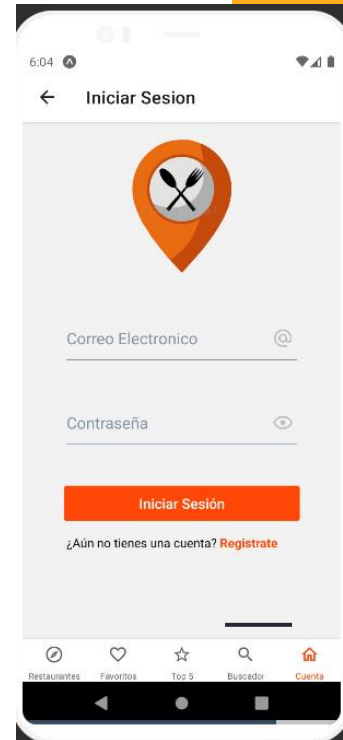 6:04
Iniciar Sesion
Correo Electronico
Contraseña
Iniciar Sesión
¿Aún no tienes una cuenta? Registrate
Restaurantes Favoritos Top 5 Buscador Cuenta